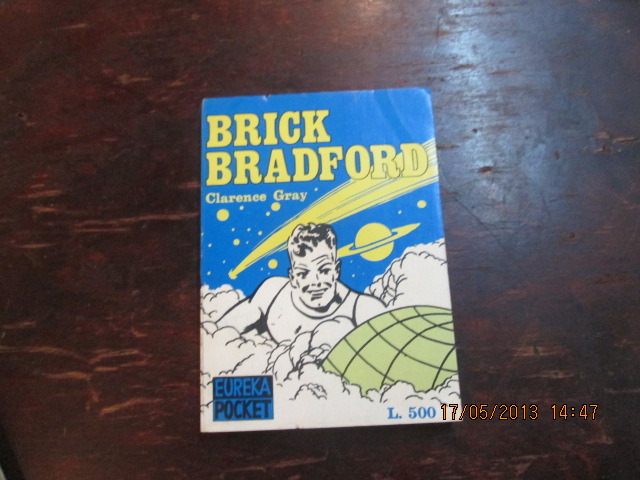 BRICK
BRADFORD
Clarence Gray
EUREKA
POCKET
L. 500
17/05/2013 14:47